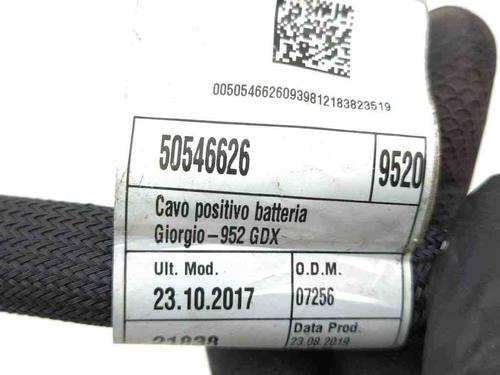 00505466260939812183823519
50546626
9520
Cavo positivo batteria
Giorgio-952 GDX
Ult. Mod.
O.D.M.
23.10.2017
07256
Data Prod.
23.08.2019